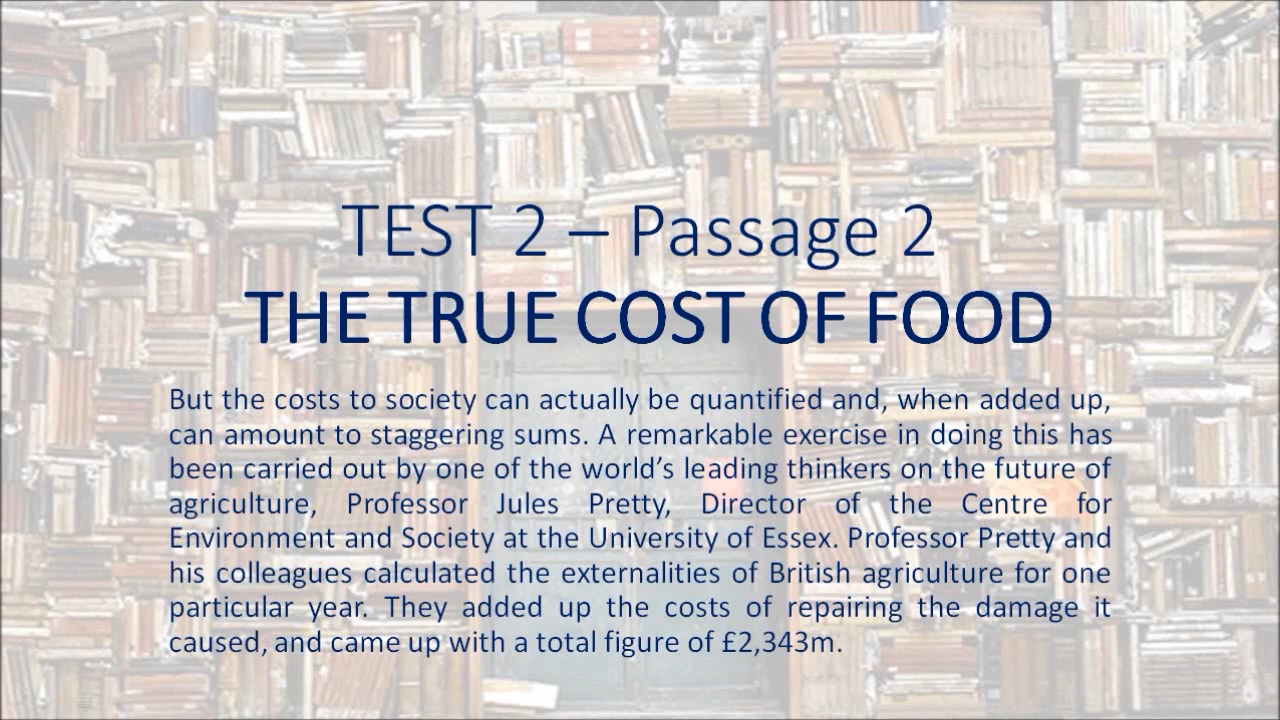 TEST 2 – Passage 2
THE TRUE COST OF FOOD
But the costs to society can actually be quantified and, when added up,
can amount to staggering sums. A remarkable exercise in doing this has
been carried out by one of the world’s leading thinkers on the future of
agriculture, Professor Jules Pretty, Director of the Centre for
Environment and Society at the University of Essex. Professor Pretty and
his colleagues calculated the externalities of British agriculture for one
particular year. They added up the costs of repairing the damage it
caused, and came up with a total figure of £2,343m.